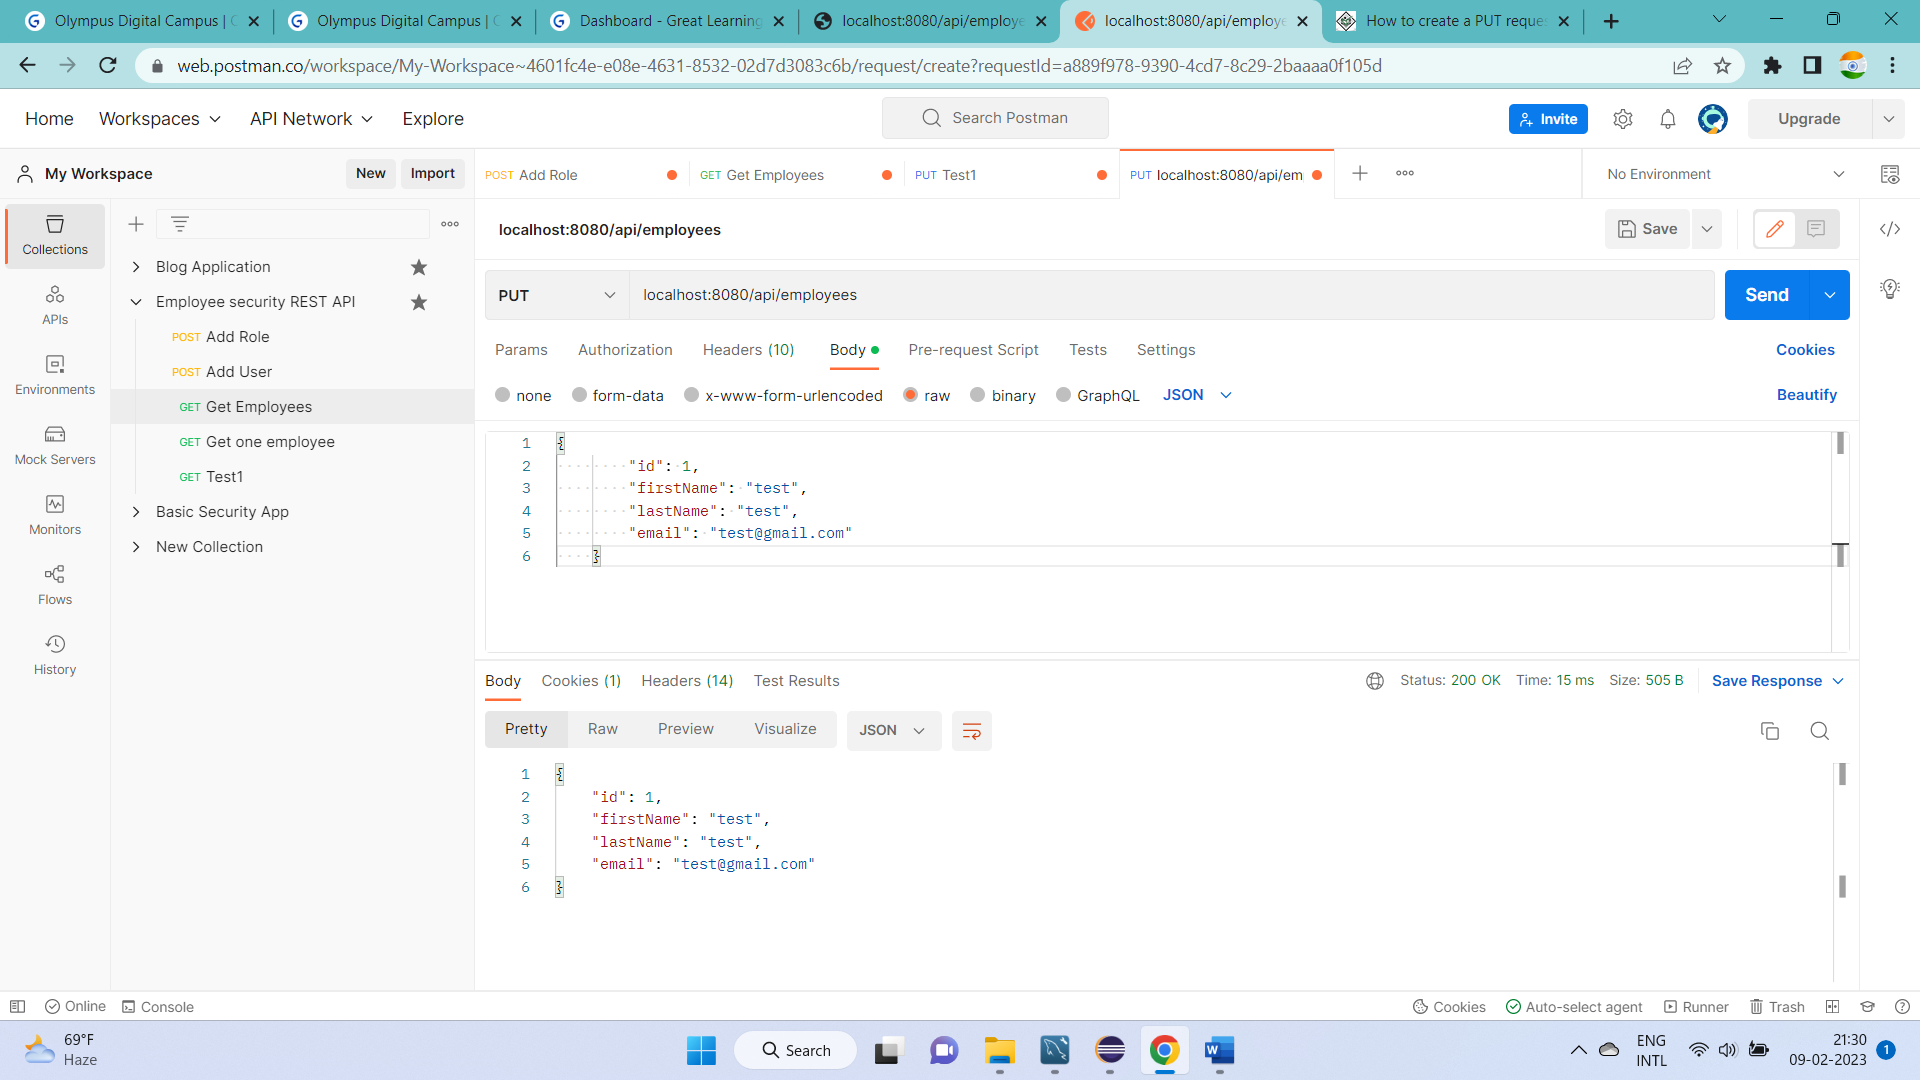 Olympus Digital Campus | G
Olympus Digital Campus | G
Dashboard - Great Learning
localhost:8080/api/employe
localhost:8080/api/employe
How to create a PUT reques
web.postman.co/workspace/My-Workspace~4601fc4e-e08e-4631-8532-02d7d3083c6b/request/create?requestId=a889f978-9390-4cd7-8c29-2baaaa0f105d
Home
Workspaces
API Network
Explore
Search Postman
Invite
Upgrade
My Workspace
New
Import
POST Add Role
GET Get Employees
PUT Test1
PUT localhost:8080/api/em
No Environment
Collections
APIs
Environments
Mock Servers
Monitors
Flows
History
Blog Application
Employee security REST API
POST Add Role
POST Add User
GET Get Employees
GET Get one employee
GET Test1
Basic Security App
New Collection
localhost:8080/api/employees
Save
PUT
localhost:8080/api/employees
Send
Params
Authorization
Headers (10)
Body
Pre-request Script
Tests
Settings
Cookies
none
form-data
x-www-form-urlencoded
raw
binary
GraphQL
JSON
Beautify
1 {
2 "id": 1,
3 "firstName": "test",
4 "lastName": "test",
5 "email": "test@gmail.com"
6 }
Body
Cookies (1)
Headers (14)
Test Results
Status: 200 OK
Time: 15 ms
Size: 505 B
Save Response
Pretty
Raw
Preview
Visualize
JSON
1 {
2 "id": 1,
3 "firstName": "test",
4 "lastName": "test",
5 "email": "test@gmail.com"
6 }
Online
Console
Cookies
Auto-select agent
Runner
Trash
69°F
Haze
Search
ENG
INTL
21:30
09-02-2023
1